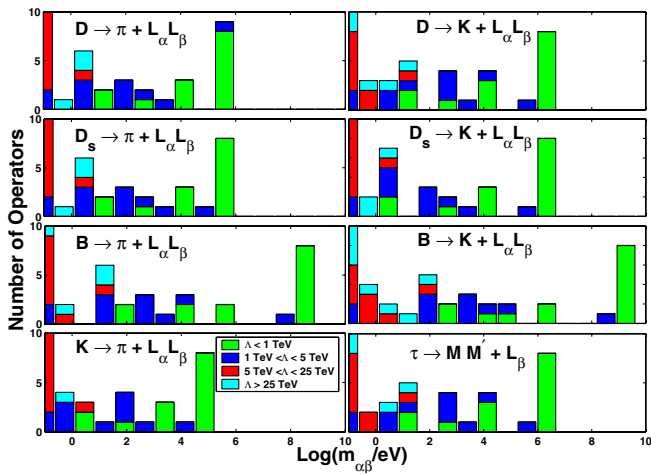 10
5
0
D → π + L_α L_β
D → K + L_α L_β
10
5
0
D_s → π + L_α L_β
D_s → K + L_α L_β
10
5
0
B → π + L_α L_β
B → K + L_α L_β
10
5
0
K → π + L_α L_β
τ → M M′ + L_β
Λ < 1 TeV
1 TeV <Λ < 5 TeV
5 TeV <Λ < 25 TeV
Λ > 25 TeV
0 2 4 6 8 10
0 2 4 6 8 10
Number of Operators
Log(m_αβ/eV)